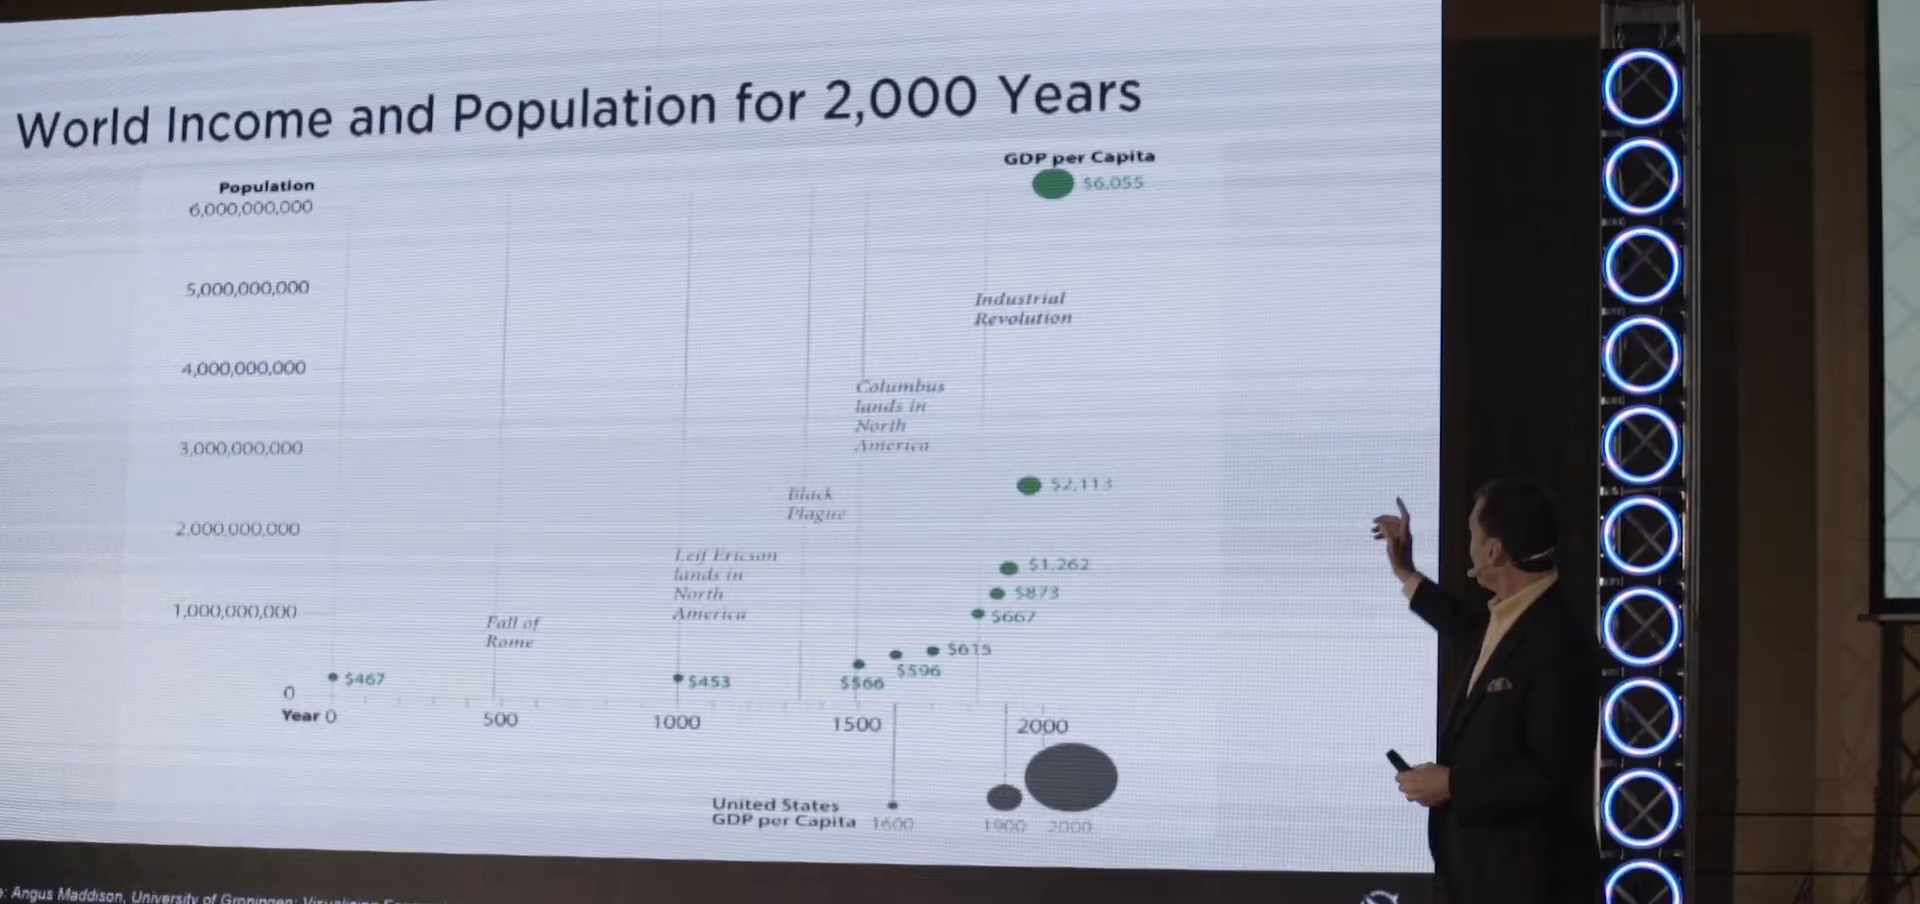 World Income and Population for 2,000 Years
GDP per Capita
$6,055
Population
6,000,000,000
5,000,000,000
Industrial
Revolution
4,000,000,000
Columbus
lands in
North
America
3,000,000,000
$2,113
Black
Plague
2,000,000,000
Leif Ericson
lands in
North
America
$1,262
$873
1,000,000,000
$667
Fall of
Rome
$615
$596
$566
$467
$453
0
Year 0
500
1000
1500
2000
United States
GDP per Capita
1600
1900
2000
: Angus Maddison, University of Groningen;